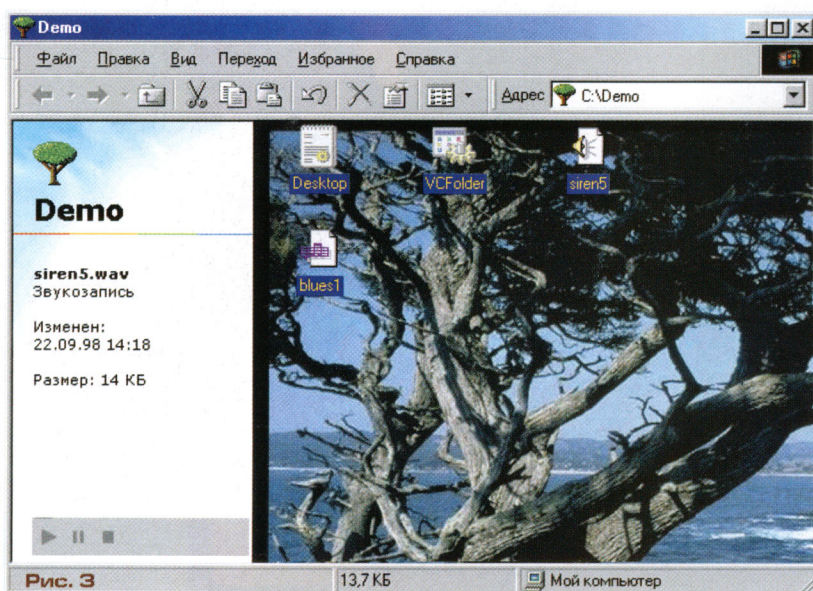 Demo
Файл Правка Вид Переход Избранное Справка
Адрес C:\Demo
Demo
siren5.wav
Звукозапись
Изменен:
22.09.98 14:18
Размер: 14 КБ
Desktop VCFolder siren5
blues1
Рис. 3 13,7 КБ Мой компьютер